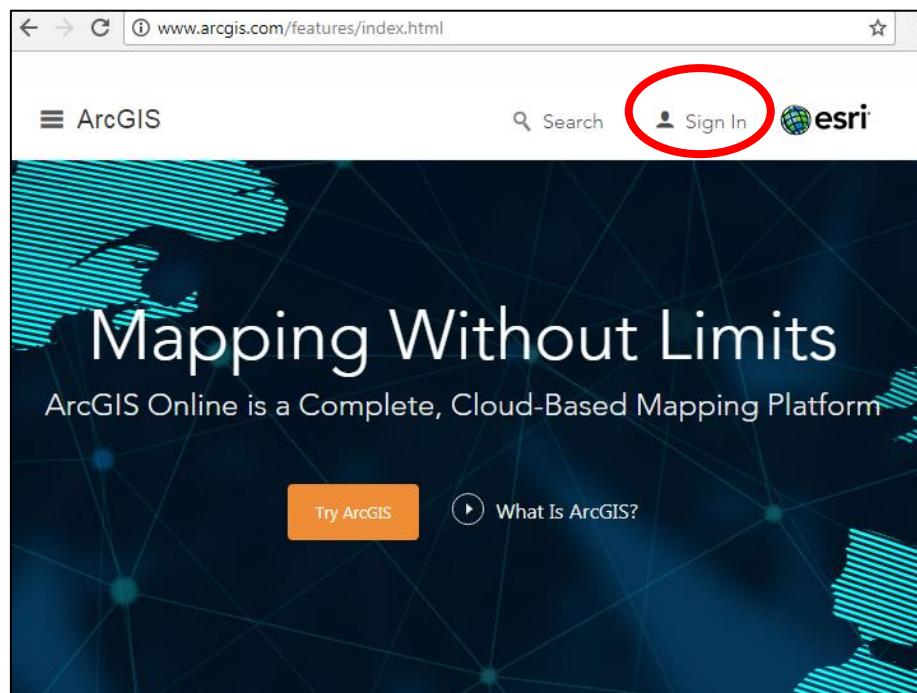 www.arcgis.com/features/index.html
ArcGIS Search Sign In esri
Mapping Without Limits
ArcGIS Online is a Complete, Cloud-Based Mapping Platform
Try ArcGIS What Is ArcGIS?